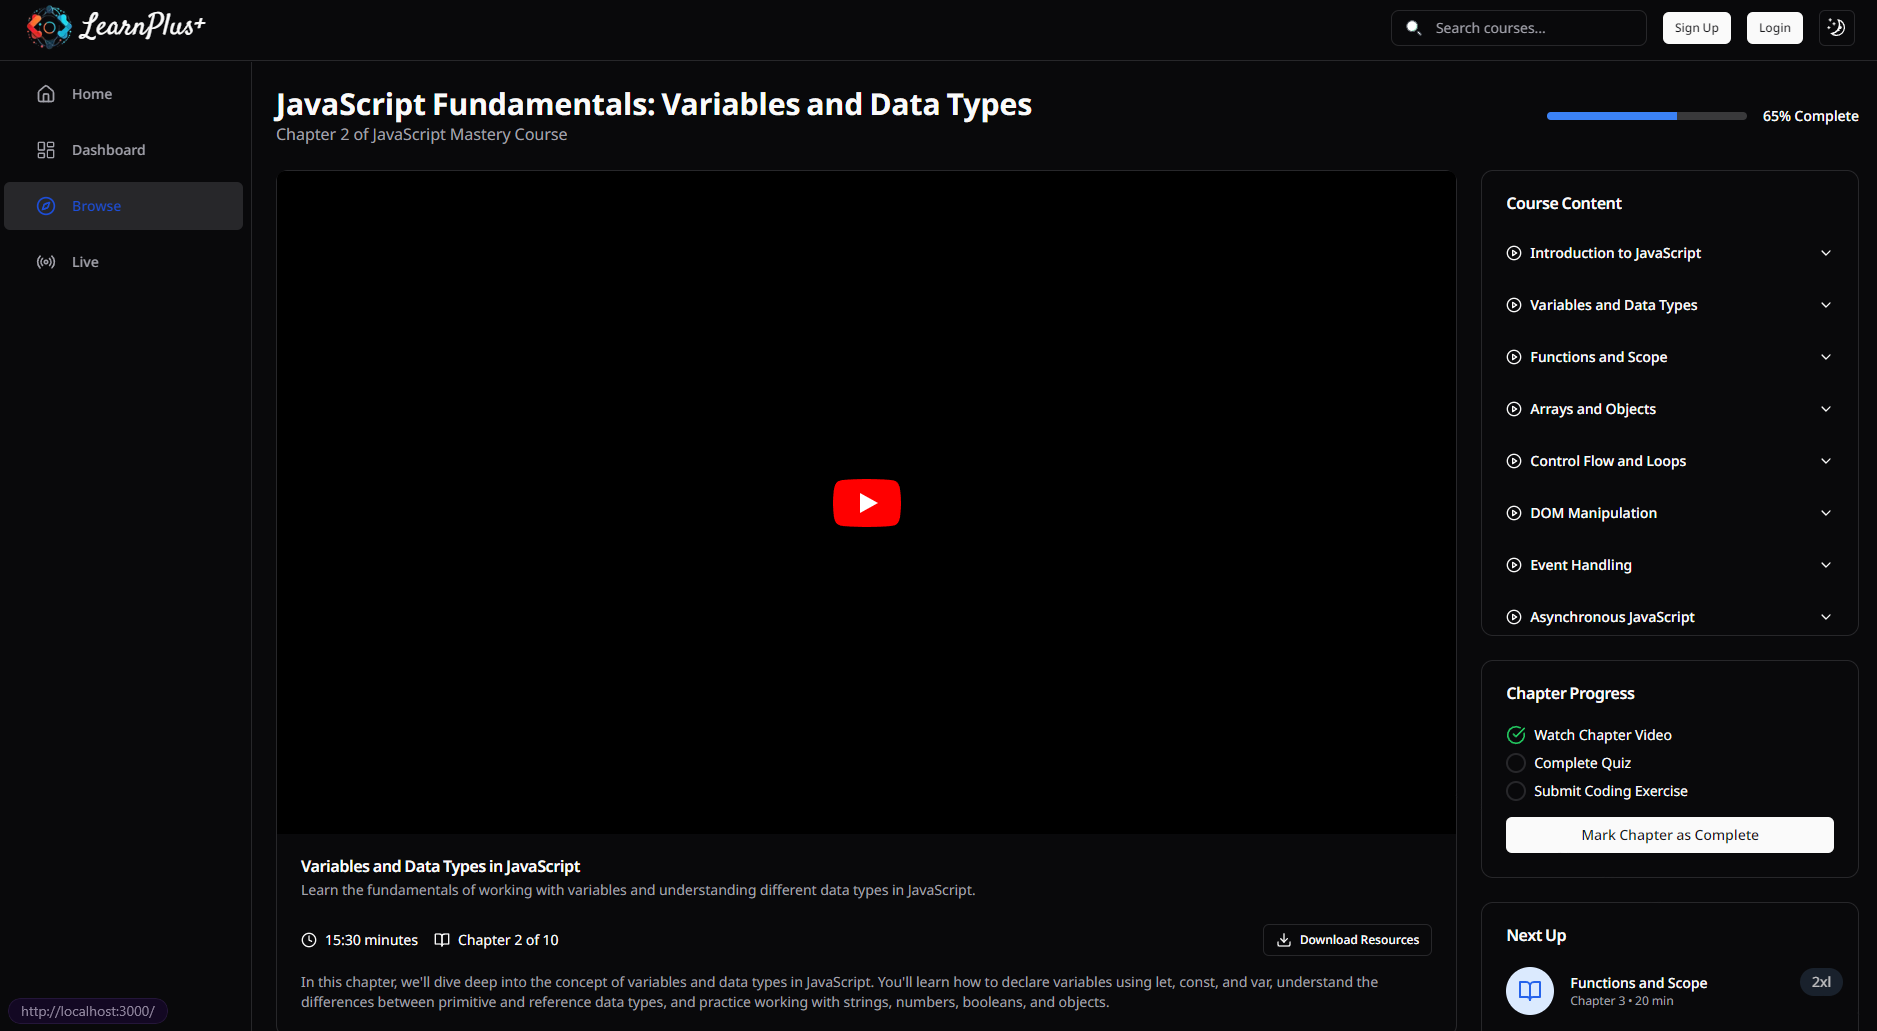 LearnPlus+
Search courses...
Sign Up
Login
Home
Dashboard
Browse
Live
JavaScript Fundamentals: Variables and Data Types
Chapter 2 of JavaScript Mastery Course
65% Complete
Variables and Data Types in JavaScript
Learn the fundamentals of working with variables and understanding different data types in JavaScript.
15:30 minutes
Chapter 2 of 10
Download Resources
In this chapter, we'll dive deep into the concept of variables and data types in JavaScript. You'll learn how to declare variables using let, const, and var, understand the
differences between primitive and reference data types, and practice working with strings, numbers, booleans, and objects.
Course Content
Introduction to JavaScript
Variables and Data Types
Functions and Scope
Arrays and Objects
Control Flow and Loops
DOM Manipulation
Event Handling
Asynchronous JavaScript
Chapter Progress
Watch Chapter Video
Complete Quiz
Submit Coding Exercise
Mark Chapter as Complete
Next Up
Functions and Scope
Chapter 3 • 20 min
2xl
http://localhost:3000/